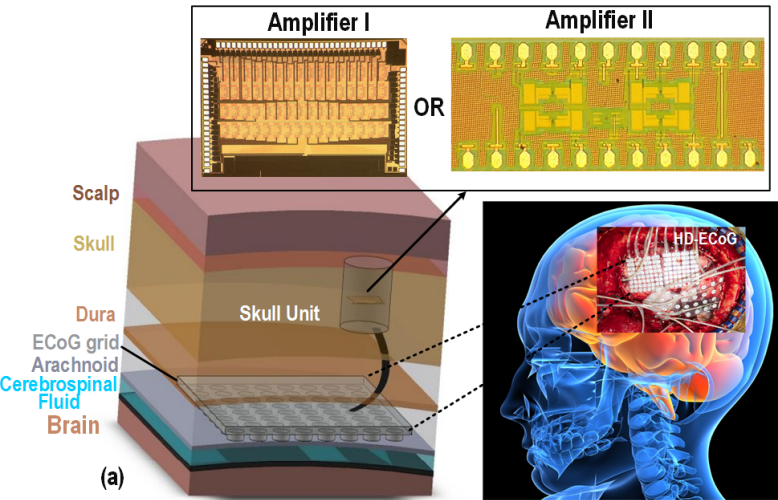 Amplifier I
Amplifier II
OR
Scalp
Skull
HD-ECoG
Dura
Skull Unit
ECoG grid
Arachnoid
Cerebrospinal
Fluid
Brain
(a)